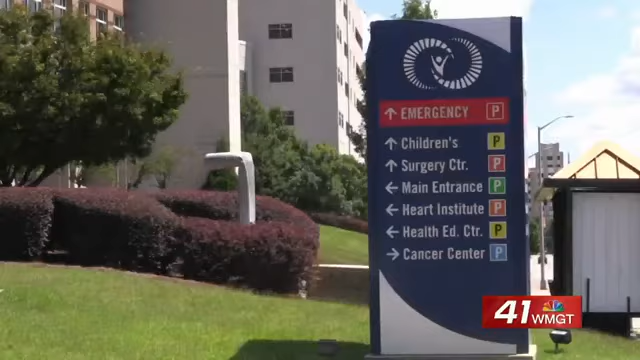 ↑ EMERGENCY P
↑ Children's P
↑ Surgery Ctr. P
← Main Entrance P
← Heart Institute P
← Health Ed. Ctr. P
→ Cancer Center P
41 WMGT